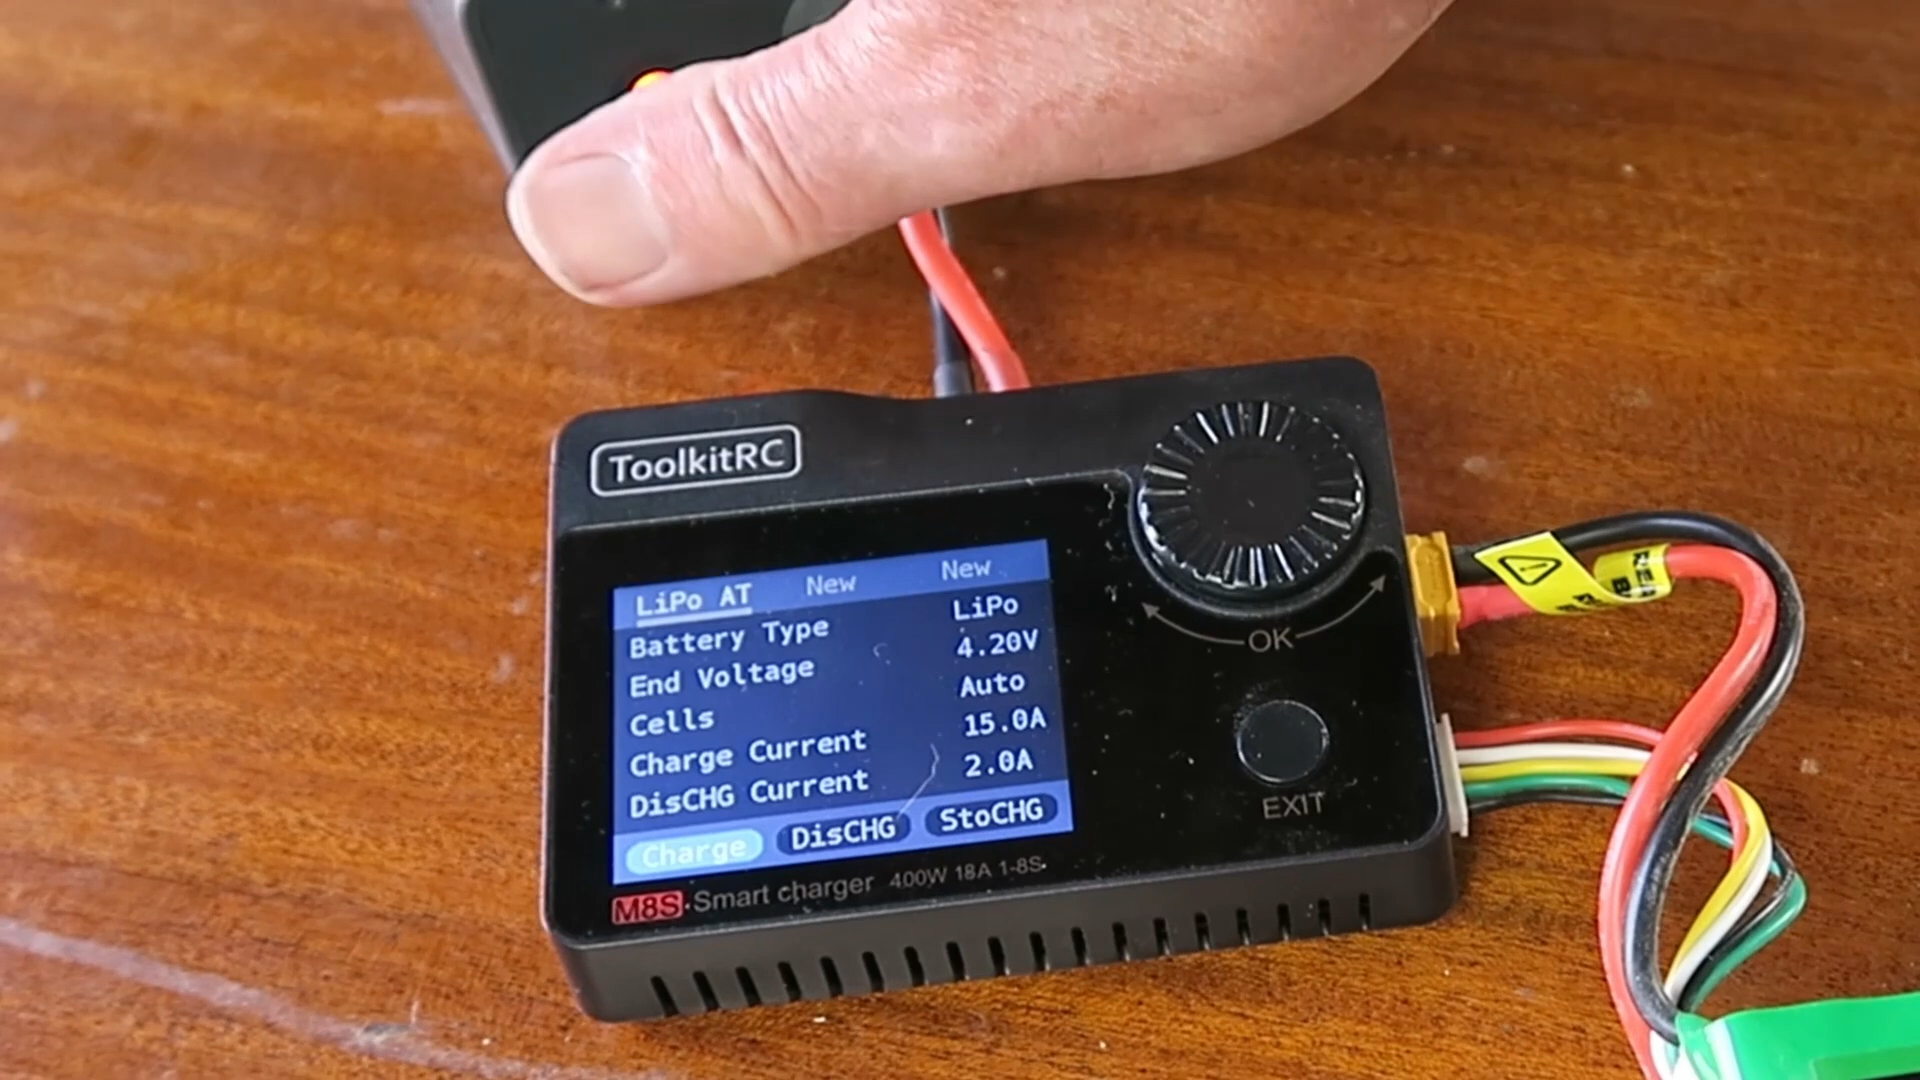 ToolkitRC
LiPo AT New New
Battery Type LiPo
End Voltage 4.20V
Cells Auto
Charge Current 15.0A
DisCHG Current 2.0A
Charge DisCHG StoCHG
M8S Smart charger 400W 18A 1-8S
OK
EXIT